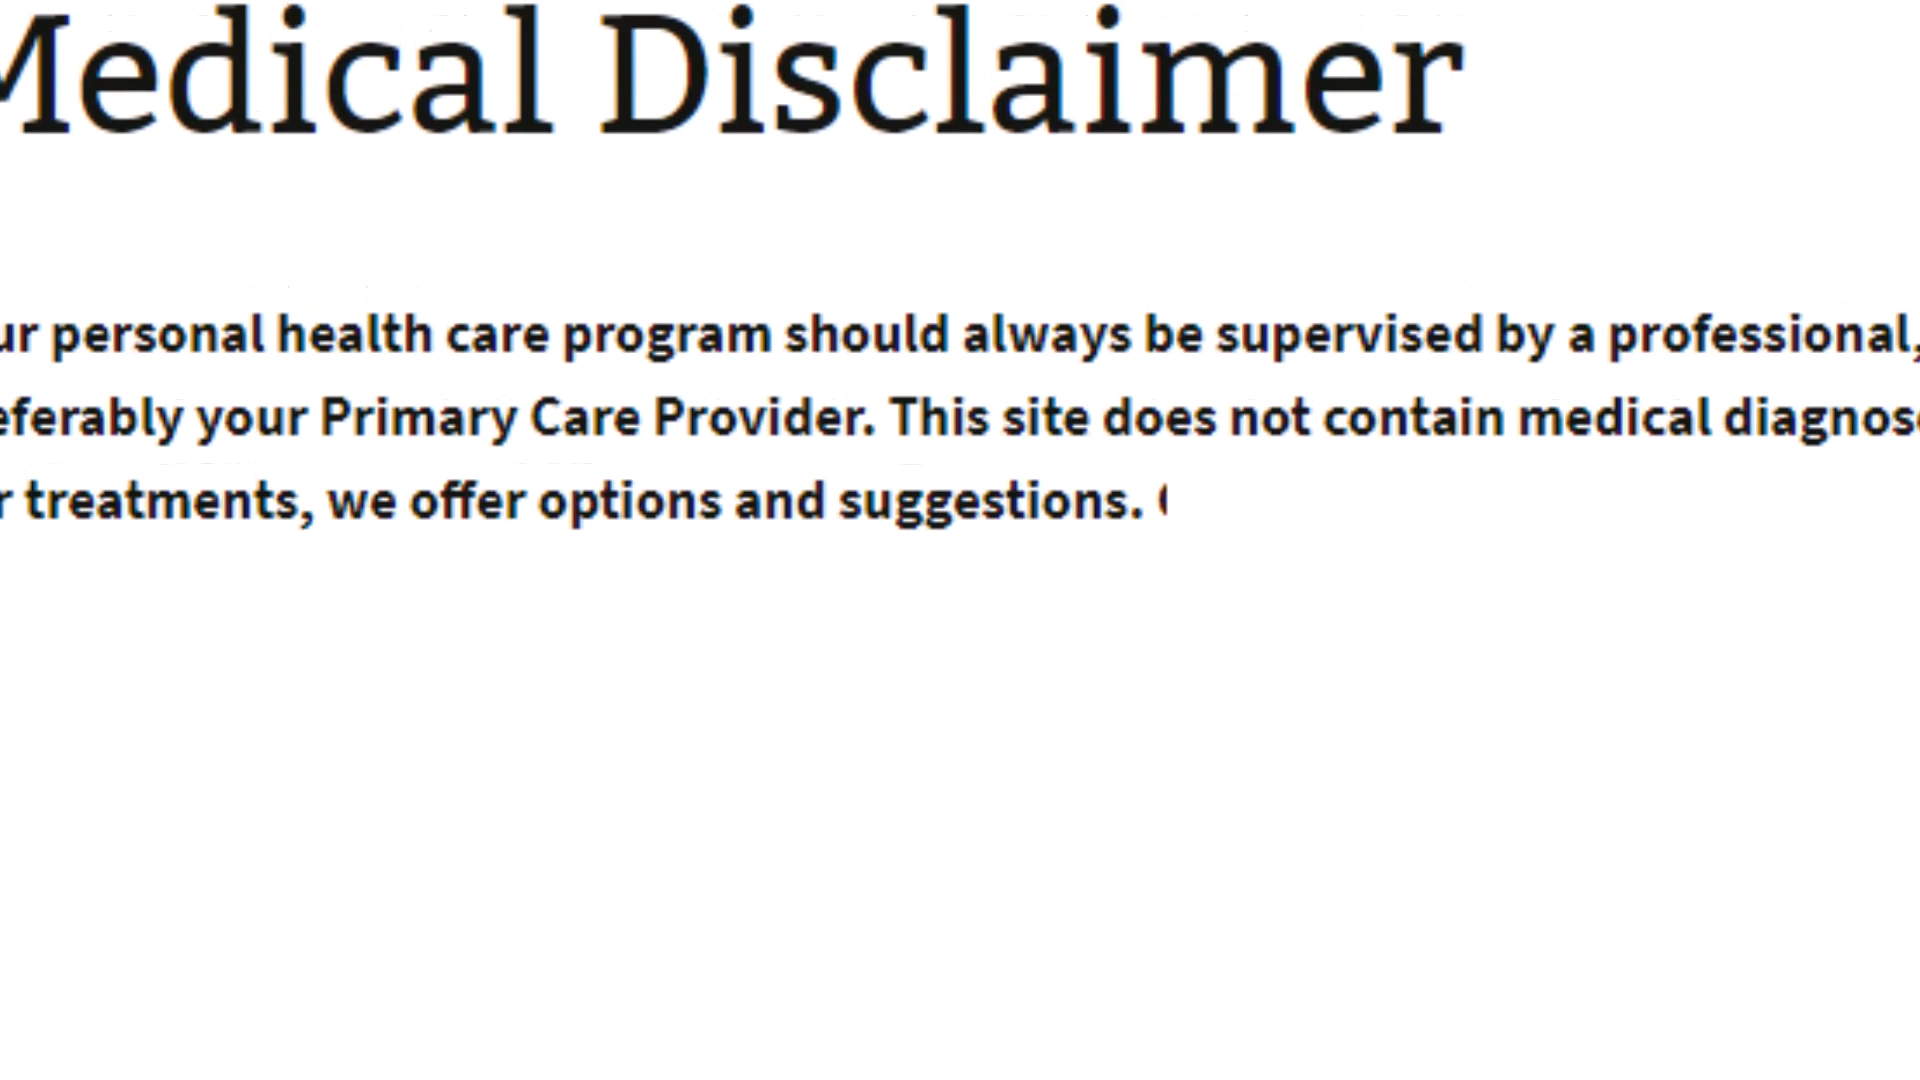 Medical Disclaimer
ur personal health care program should always be supervised by a professional,
eferably your Primary Care Provider. This site does not contain medical diagnose
r treatments, we offer options and suggestions.